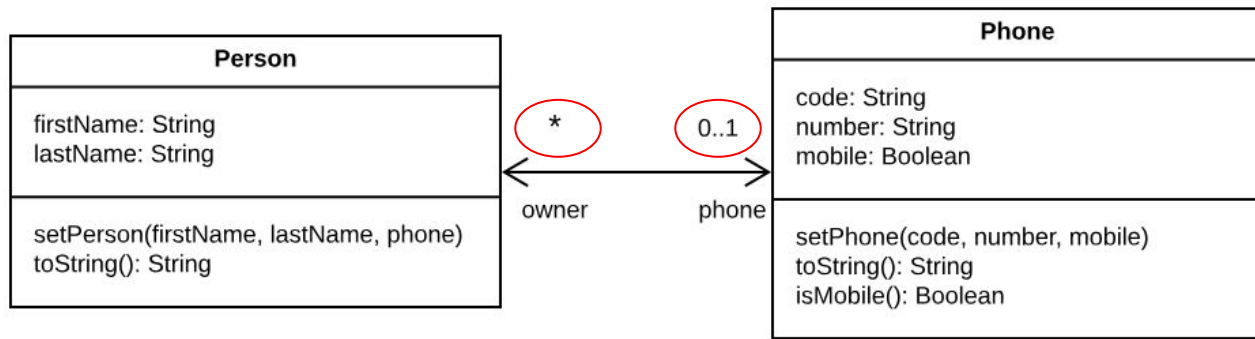 Person
firstName: String
lastName: String
setPerson(firstName, lastName, phone)
toString(): String
*
0..1
owner
phone
Phone
code: String
number: String
mobile: Boolean
setPhone(code, number, mobile)
toString(): String
isMobile(): Boolean